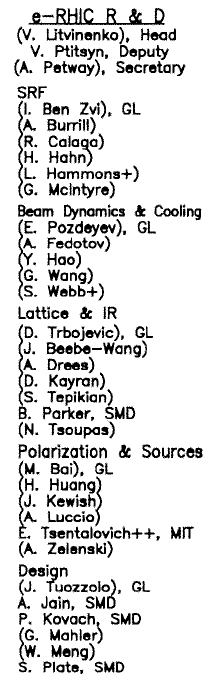 e-RHIC R & D
(V. Litvinenko), Head
V. Ptitsyn, Deputy
(A. Petway), Secretary
SRF
(I. Ben Zvi), GL
(A. Burrill)
(R. Calaga)
(H. Hahn)
(L. Hammons+)
(G. McIntyre)
Beam Dynamics & Cooling
(E. Pozdeyev), GL
(A. Fedotov)
(Y. Hao)
(G. Wang)
(S. Webb+)
Lattice & IR
(D. Trbojevic), GL
(J. Beebe-Wang)
(A. Drees)
(D. Kayran)
(S. Tepikian)
B. Parker, SMD
(N. Tsoupas)
Polarization & Sources
(M. Bai), GL
(H. Huang)
(J. Kewish)
(A. Luccio)
E. Tsentalovich++, MIT
(A. Zelenski)
Design
(J. Tuozzolo), GL
A. Jain, SMD
P. Kovach, SMD
(G. Mahler)
(W. Meng)
S. Plate, SMD